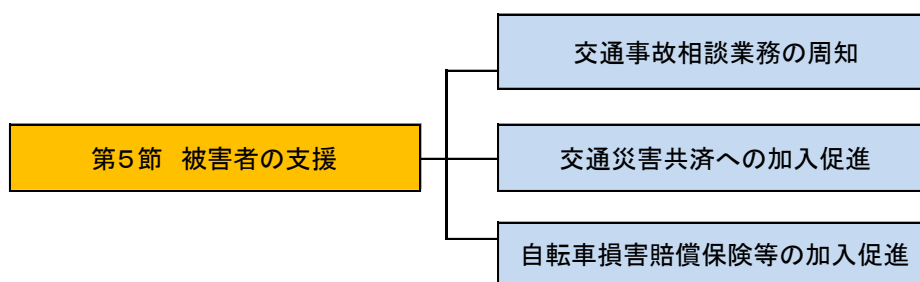 交通事故相談業務の周知
第5節　被害者の支援
交通災害共済への加入促進
自転車損害賠償保険等の加入促進